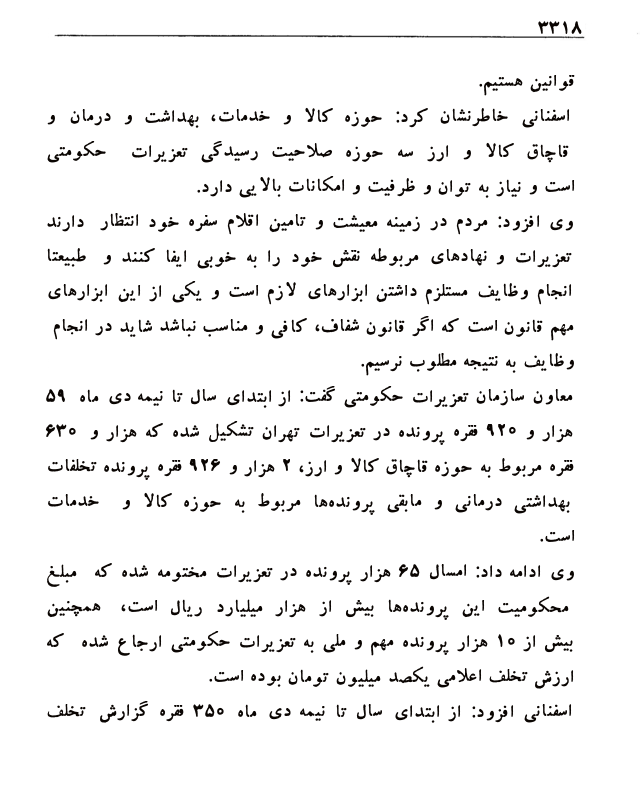 ۳۳۱۸
قوانین هستیم.
اسفنانی خاطرنشان کرد: حوزه کالا و خدمات، بهداشت و درمان و
قاچاق کالا و ارز سه حوزه صلاحیت رسیدگی تعزیرات حکومتی
است و نیاز به توان و ظرفیت و امکانات بالایی دارد.
وی افزود: مردم در زمینه معیشت و تامین اقلام سفره خود انتظار دارند
تعزیرات و نهادهای مربوطه نقش خود را به خوبی ایفا کنند و طبیعتا
انجام وظایف مستلزم داشتن ابزارهای لازم است و یکی از این ابزارهای
مهم قانون است که اگر قانون شفاف، کافی و مناسب نباشد شاید در انجام
وظایف به نتیجه مطلوب نرسیم.
معاون سازمان تعزیرات حکومتی گفت: از ابتدای سال تا نیمه دی ماه ۵۹
هزار و ۹۲۰ فقره پرونده در تعزیرات تهران تشکیل شده که هزار و ۶۳۰
فقره مربوط به حوزه قاچاق کالا و ارز، ۲ هزار و ۹۲۶ فقره پرونده تخلفات
بهداشتی درمانی و مابقی پرونده‌ها مربوط به حوزه کالا و خدمات
است.
وی ادامه داد: امسال ۶۵ هزار پرونده در تعزیرات مختومه شده که مبلغ
محکومیت این پرونده‌ها بیش از هزار میلیارد ریال است، همچنین
بیش از ۱۰ هزار پرونده مهم و ملی به تعزیرات حکومتی ارجاع شده که
ارزش تخلف اعلامی یکصد میلیون تومان بوده است.
اسفنانی افزود: از ابتدای سال تا نیمه دی ماه ۳۵۰ فقره گزارش تخلف